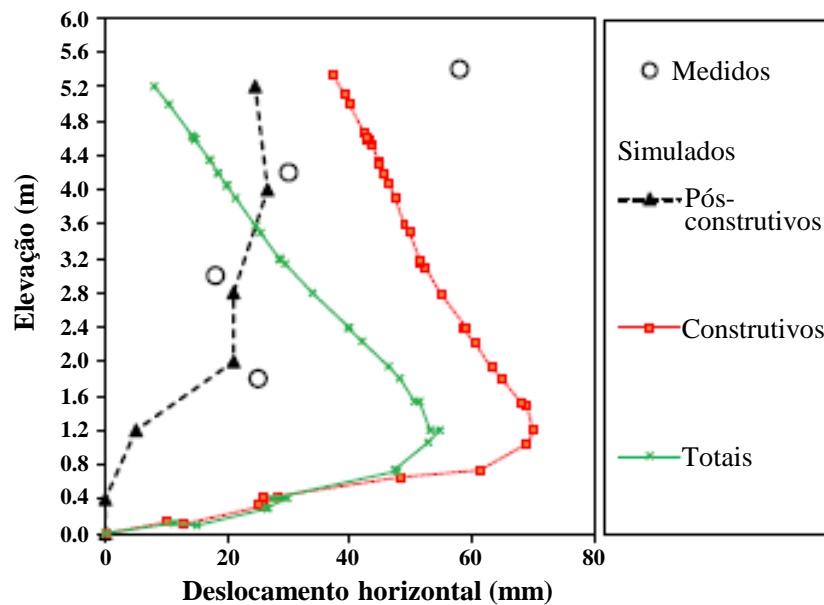 6.0
5.6
5.2
4.8
4.4
4.0
3.6
3.2
2.8
2.4
2.0
1.6
1.2
0.8
0.4
0.0
0
20
40
60
80
Elevação (m)
Deslocamento horizontal (mm)
Medidos
Simulados
Pós-
construtivos
Construtivos
Totais